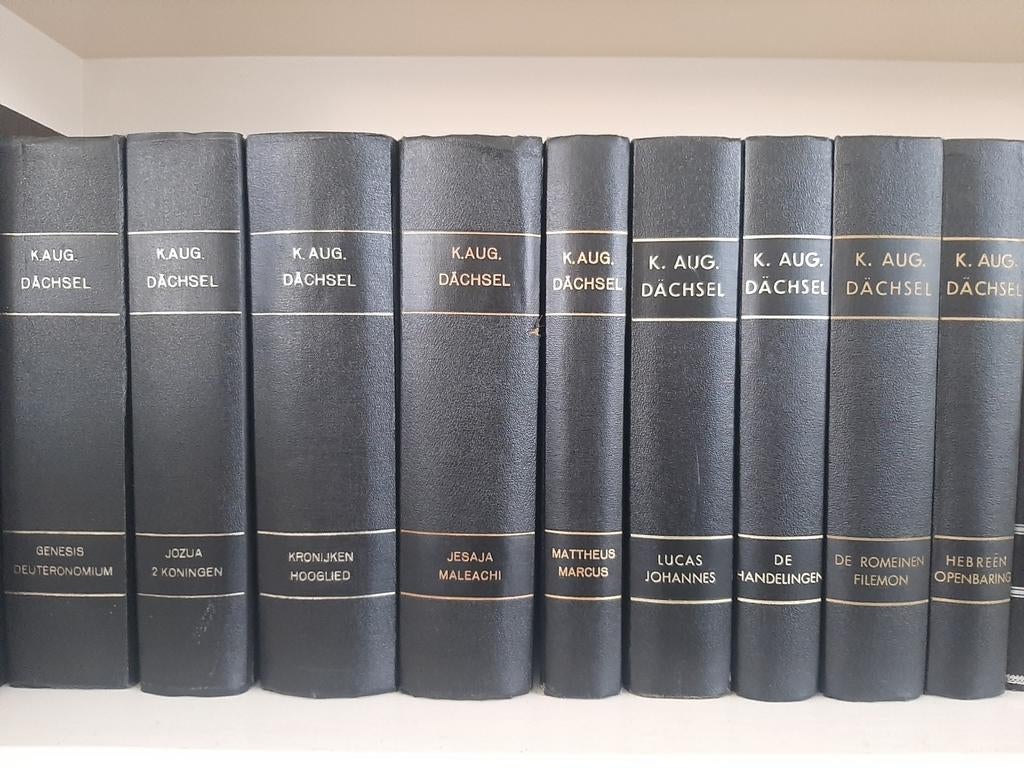 K.AUG.
DÄCHSEL
GENESIS
DEUTERONOMIUM
K.AUG.
DÄCHSEL
JOZUA
2 KONINGEN
K. AUG.
DÄCHSEL
KRONIJKEN
HOOGLIED
K.AUG.
DÄCHSEL
JESAJA
MALEACHI
K.AUG.
DÄCHSEL
MATTHEUS
MARCUS
K. AUG.
DÄCHSEL
LUCAS
JOHANNES
K. AUG.
DÄCHSEL
DE
HANDELINGEN
K. AUG.
DÄCHSEL
DE ROMEINEN
FILEMON
K. AUG.
DÄCHSEL
HEBREËN
OPENBARING